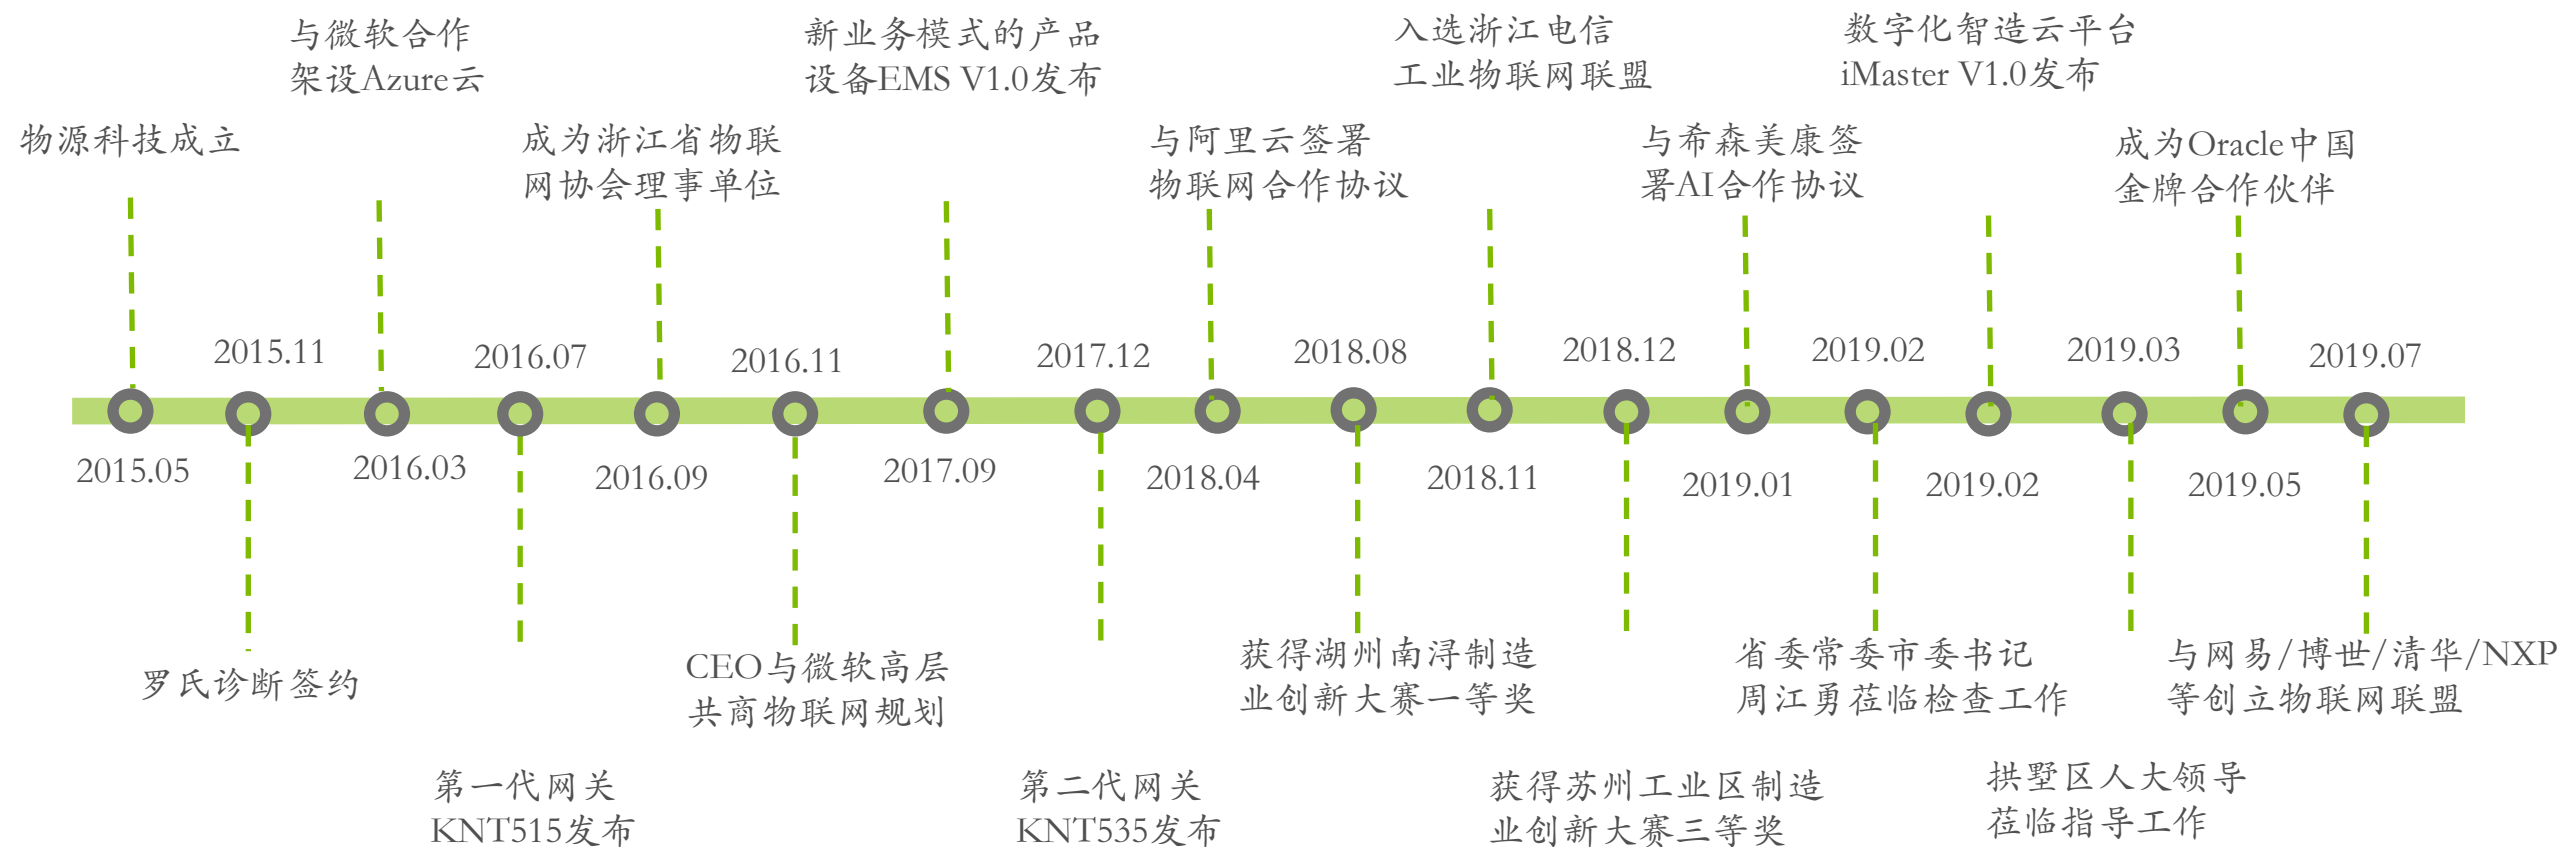 与微软合作
架设Azure云
新业务模式的产品
设备EMS V1.0发布
入选浙江电信
工业物联网联盟
数字化智造云平台
iMaster V1.0发布
物源科技成立
成为浙江省物联
网协会理事单位
与阿里云签署
物联网合作协议
与希森美康签
署AI合作协议
成为Oracle中国
金牌合作伙伴
2015.11
2016.07
2016.11
2017.12
2018.08
2018.12
2019.02
2019.03
2019.07
2015.05
2016.03
2016.09
2017.09
2018.04
2018.11
2019.01
2019.02
2019.05
罗氏诊断签约
CEO与微软高层
共商物联网规划
获得湖州南浔制造
业创新大赛一等奖
省委常委市委书记
周江勇莅临检查工作
与网易/博世/清华/NXP
等创立物联网联盟
第一代网关
KNT515发布
第二代网关
KNT535发布
获得苏州工业区制造
业创新大赛三等奖
拱墅区人大领导
莅临指导工作